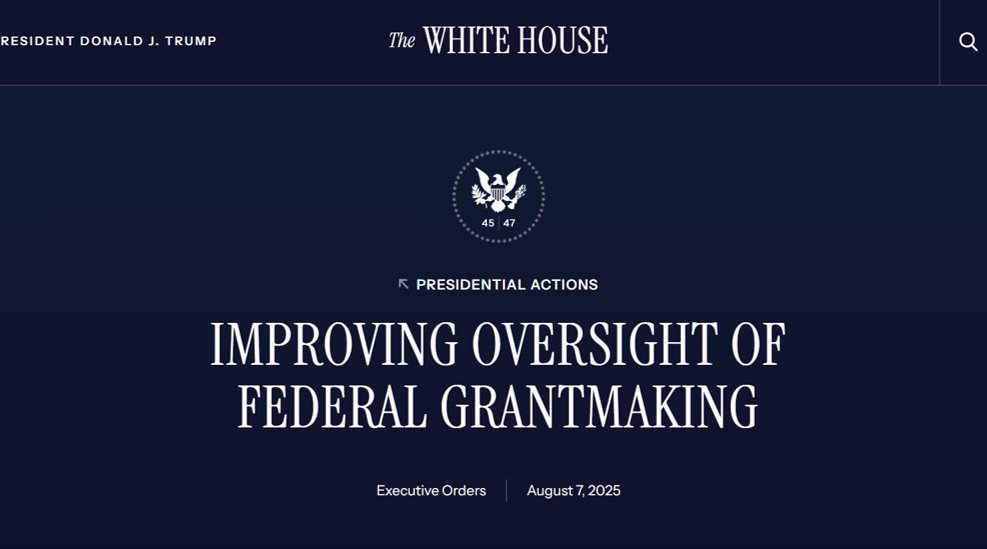 RESIDENT DONALD J. TRUMP
The WHITE HOUSE
45 47
PRESIDENTIAL ACTIONS
IMPROVING OVERSIGHT OF
FEDERAL GRANTMAKING
Executive Orders August 7, 2025